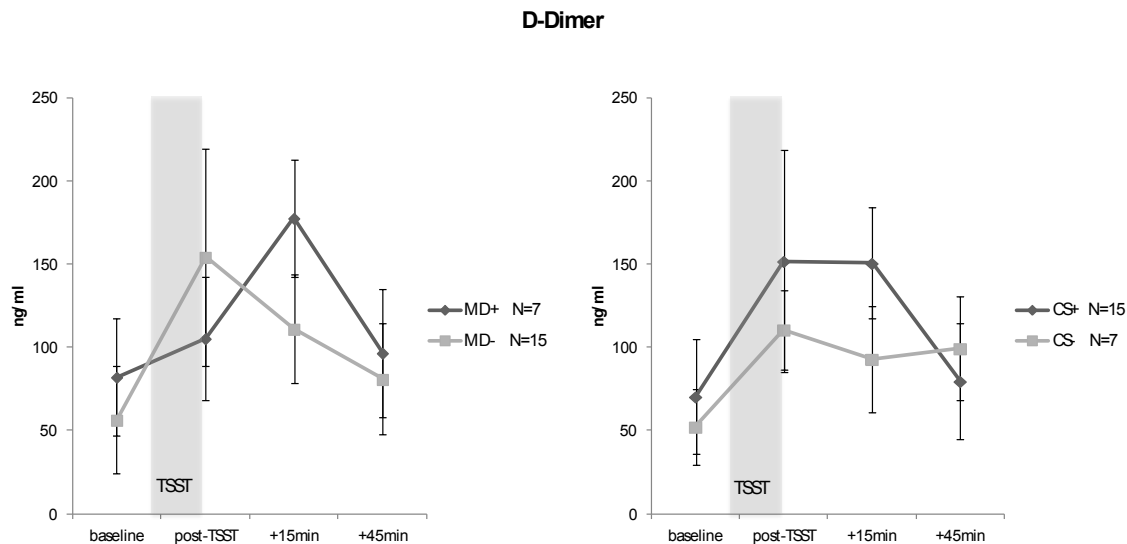 D-Dimer
250
200
150
100
50
0
ng/ml
TSST
baseline post-TSST +15min +45min
MD+ N=7
MD- N=15
250
200
150
100
50
0
ng/ml
TSST
baseline post-TSST +15min +45min
CS+ N=15
CS- N=7